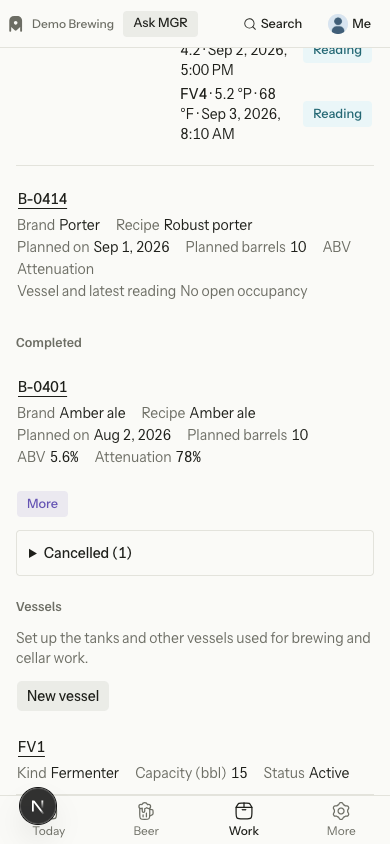 Demo Brewing Ask MGR Search Me
4.2 · Sep 2, 2026, Reading
5:00 PM
FV4 · 5.2 °P · 68
°F · Sep 3, 2026, Reading
8:10 AM
B-0414
Brand Porter Recipe Robust porter
Planned on Sep 1, 2026 Planned barrels 10 ABV
Attenuation
Vessel and latest reading No open occupancy
Completed
B-0401
Brand Amber ale Recipe Amber ale
Planned on Aug 2, 2026 Planned barrels 10
ABV 5.6% Attenuation 78%
More
Cancelled (1)
Vessels
Set up the tanks and other vessels used for brewing and
cellar work.
New vessel
FV1
Kind Fermenter Capacity (bbl) 15 Status Active
N
Today Beer Work More